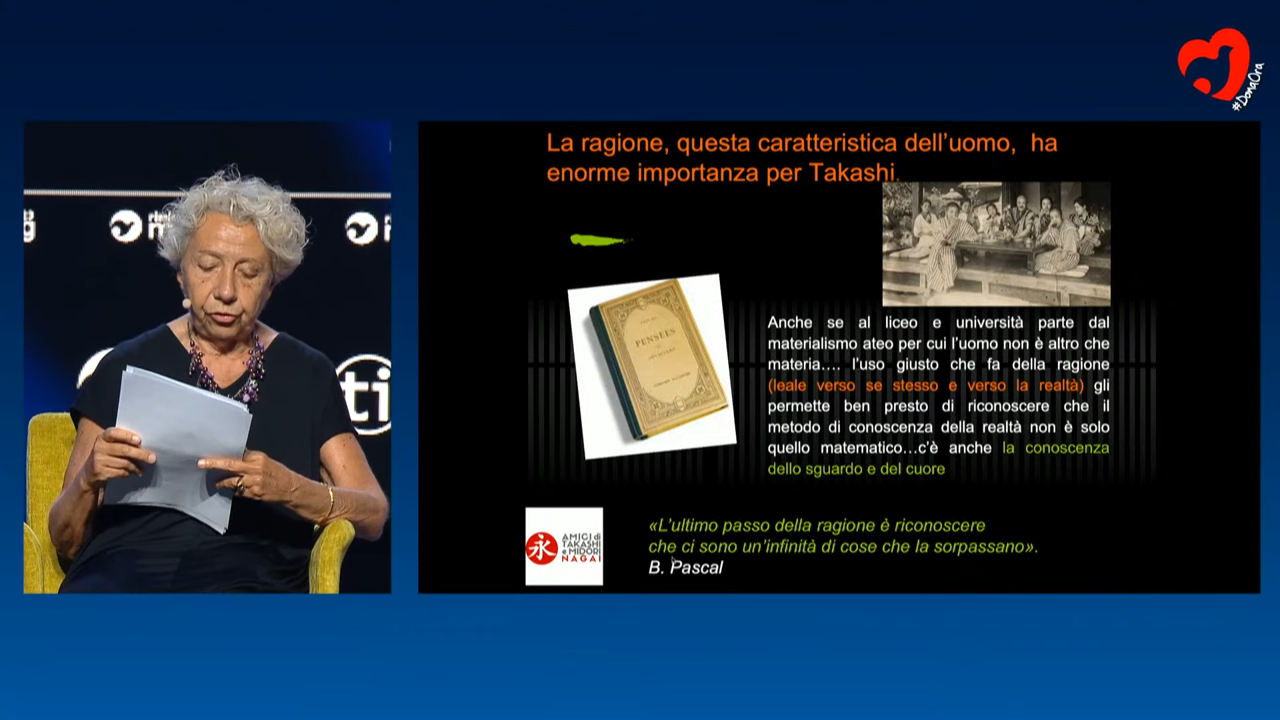 #DonaOra
La ragione, questa caratteristica dell’uomo, ha
enorme importanza per Takashi.
PENSÉES
Anche se al liceo e università parte dal
materialismo ateo per cui l’uomo non è altro che
materia…. l’uso giusto che fa della ragione
(leale verso se stesso e verso la realtà) gli
permette ben presto di riconoscere che il
metodo di conoscenza della realtà non è solo
quello matematico…c’è anche la conoscenza
dello sguardo e del cuore
永
AMICI di
TAKASHI
e MIDORI
NAGAI
«L’ultimo passo della ragione è riconoscere
che ci sono un’infinità di cose che la sorpassano».
B. Pascal
ti